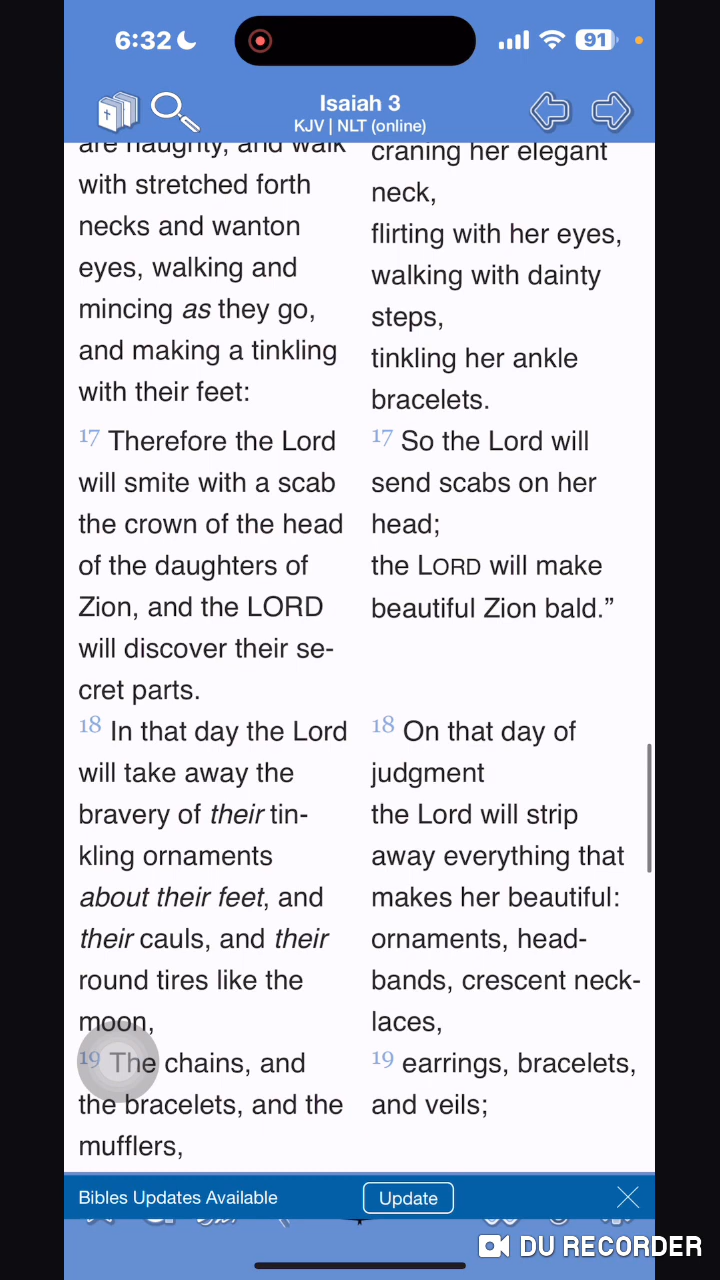 6:32
91
Isaiah 3
KJV | NLT (online)
are naughty, and walk
with stretched forth
necks and wanton
eyes, walking and
mincing as they go,
and making a tinkling
with their feet:
17 Therefore the Lord
will smite with a scab
the crown of the head
of the daughters of
Zion, and the LORD
will discover their se-
cret parts.
18 In that day the Lord
will take away the
bravery of their tin-
kling ornaments
about their feet, and
their cauls, and their
round tires like the
moon,
19 The chains, and
the bracelets, and the
mufflers,
craning her elegant
neck,
flirting with her eyes,
walking with dainty
steps,
tinkling her ankle
bracelets.
17 So the Lord will
send scabs on her
head;
the LORD will make
beautiful Zion bald.”
18 On that day of
judgment
the Lord will strip
away everything that
makes her beautiful:
ornaments, head-
bands, crescent neck-
laces,
19 earrings, bracelets,
and veils;
Bibles Updates Available
Update
DU RECORDER